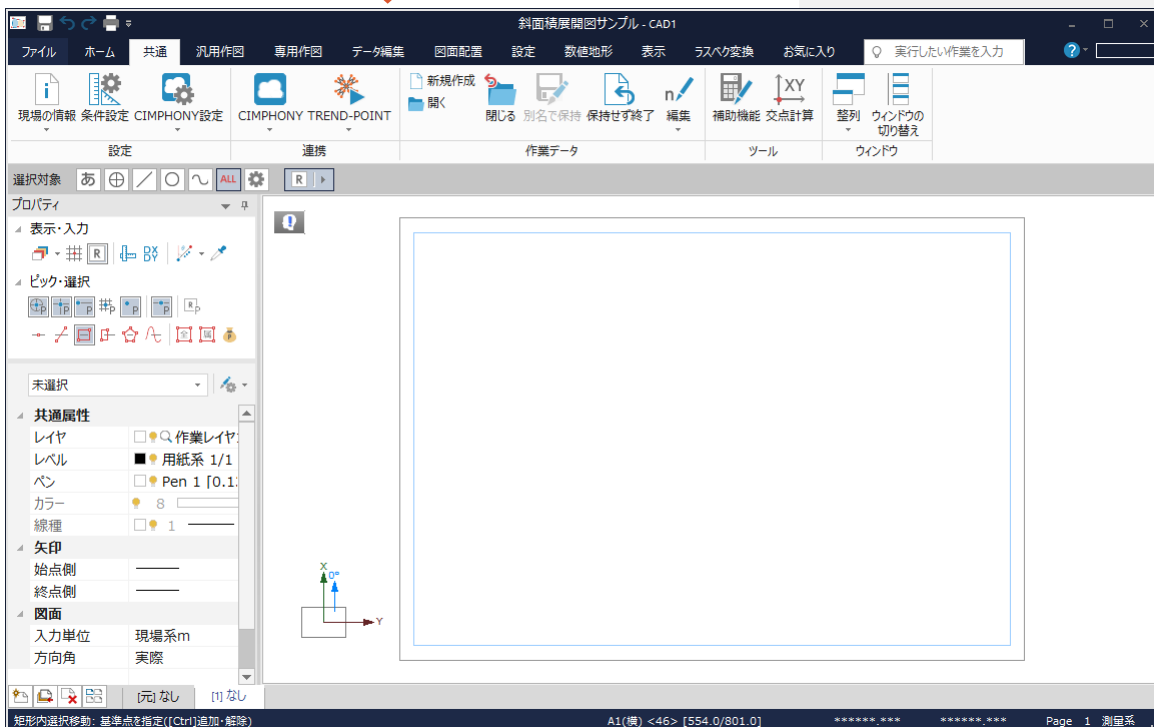 斜面積展開図サンプル - CAD1
ファイル ホーム 共通 汎用作図 専用作図 データ編集 図面配置 設定 数値地形 表示 ラスベク変換 お気に入り 実行したい作業を入力 ?
現場の情報 条件設定 CIMPHONY設定 CIMPHONY TREND-POINT 新規作成 開く 閉じる 別名で保持 保持せず終了 編集 補助機能 XY 交点計算 整列 ウィンドウの
切り替え
設定 連携 作業データ ツール ウィンドウ
選択対象 あ ALL R
プロパティ
表示・入力
R DX
DY
ピック・選択
P P P P P P R P
全 属 P
未選択
共通属性
レイヤ 作業レイヤ
レベル 用紙系 1/1
ペン Pen 1 [0.1
カラー 8
線種 1
矢印
始点側
終点側
図面
入力単位 現場系m
方向角 実際
X 0°
Y
[元] なし [1] なし
矩形内選択移動: 基準点を指定([Ctrl]追加・解除) A1(横) <46> [554.0/801.0] ******.*** ******.*** Page 1 測量系